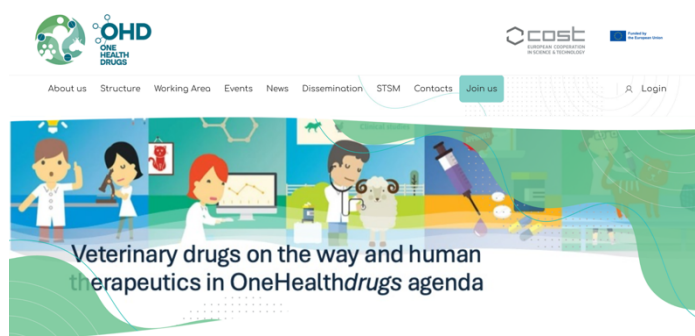 OHD
ONE
HEALTH
DRUGS
cost
EUROPEAN COOPERATION
IN SCIENCE & TECHNOLOGY
Funded by
the European Union
About us Structure Working Area Events News Dissemination STSM Contacts Join us Login
Clinical studies
Veterinary drugs on the way and human
therapeutics in OneHealthdrugs agenda